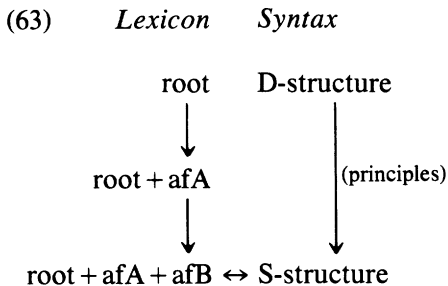 (63) Lexicon Syntax
root D-structure
root + afA (principles)
root + afA + afB ↔ S-structure